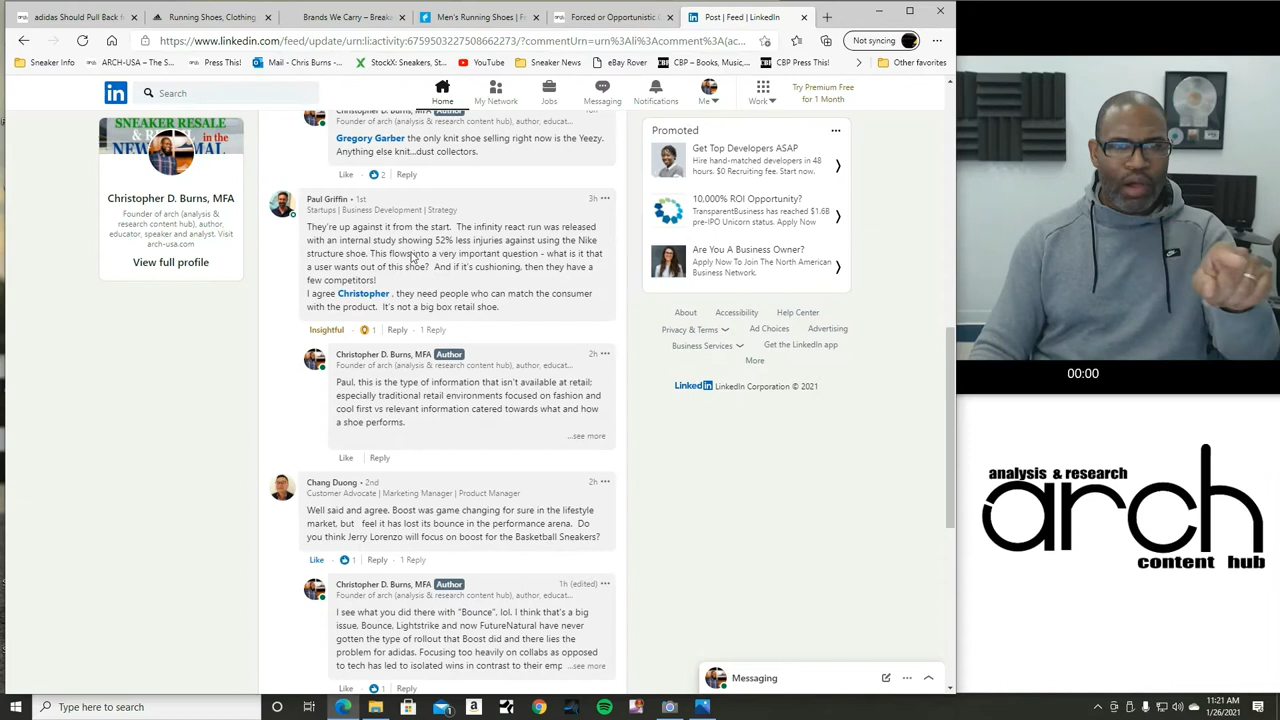 adidas Should Pull back f
Running Shoes, Clothing
Brands We Carry – Breaka
Men's Running Shoes | Fr
Forced or Opportunistic C
Post | Feed | LinkedIn
https://www.linkedin.com/feed/update/urn:li:activity:6759503227508662273/?commentUrn=urn%3Ali%3Acomment%3A(ac...
Not syncing
Sneaker Info
ARCH-USA – The S...
Press This!
Mail - Chris Burns -...
StockX: Sneakers, St...
YouTube
Sneaker News
eBay Rover
CBP – Books, Music,...
CBP Press This!
Other favorites
in
Search
Home
My Network
Jobs
Messaging
Notifications
Me
Work
Try Premium Free
for 1 Month
SNEAKER RESALE
in the
Christopher D. Burns, MFA
Founder of arch (analysis &
research content hub), author,
educator, speaker and analyst. Visit
arch-usa.com
View full profile
Christopher D. Burns, MFA Author
Founder of arch (analysis & research content hub), author, educat...
Gregory Garber the only knit shoe selling right now is the Yeezy.
Anything else knit...dust collectors.
Like · 2 Reply
Paul Griffin • 1st 3h
Startups | Business Development | Strategy
They're up against it from the start. The infinity react run was released
with an internal study showing 52% less injuries against using the Nike
structure shoe. This flows into a very important question - what is it that
a user wants out of this shoe? And if it's cushioning, then they have a
few competitors!
I agree Christopher , they need people who can match the consumer
with the product. It's not a big box retail shoe.
Insightful · 1 Reply · 1 Reply
Christopher D. Burns, MFA Author 2h
Founder of arch (analysis & research content hub), author, educat...
Paul, this is the type of information that isn't available at retail;
especially traditional retail environments focused on fashion and
cool first vs relevant information catered towards what and how
a shoe performs.
...see more
Like Reply
Chang Duong • 2nd 2h
Customer Advocate | Marketing Manager | Product Manager
Well said and agree. Boost was game changing for sure in the lifestyle
market, but feel it has lost its bounce in the performance arena. Do
you think Jerry Lorenzo will focus on boost for the Basketball Sneakers?
Like · 1 Reply · 1 Reply
Christopher D. Burns, MFA Author 1h (edited)
Founder of arch (analysis & research content hub), author, educat...
I see what you did there with "Bounce", lol. I think that's a big
issue, Bounce, Lightstrike and now FutureNatural have never
gotten the type of rollout that Boost did and there lies the
problem for adidas. Focusing too heavily on collabs as opposed
to tech has led to isolated wins in contrast to their emp ...see more
Like · 1 Reply
Promoted
Get Top Developers ASAP
Hire hand-matched developers in 48
hours. $0 Recruiting fee. Start now.
10,000% ROI Opportunity?
TransparentBusiness has reached $1.6B
pre-IPO Unicorn status. Apply Now
Are You A Business Owner?
Apply Now To Join The North American
Business Network.
About Accessibility Help Center
Privacy & Terms Ad Choices Advertising
Business Services Get the LinkedIn app
More
LinkedIn LinkedIn Corporation © 2021
Messaging
00:00
analysis & research
arch
content hub
Type here to search
11:21 AM
1/26/2021